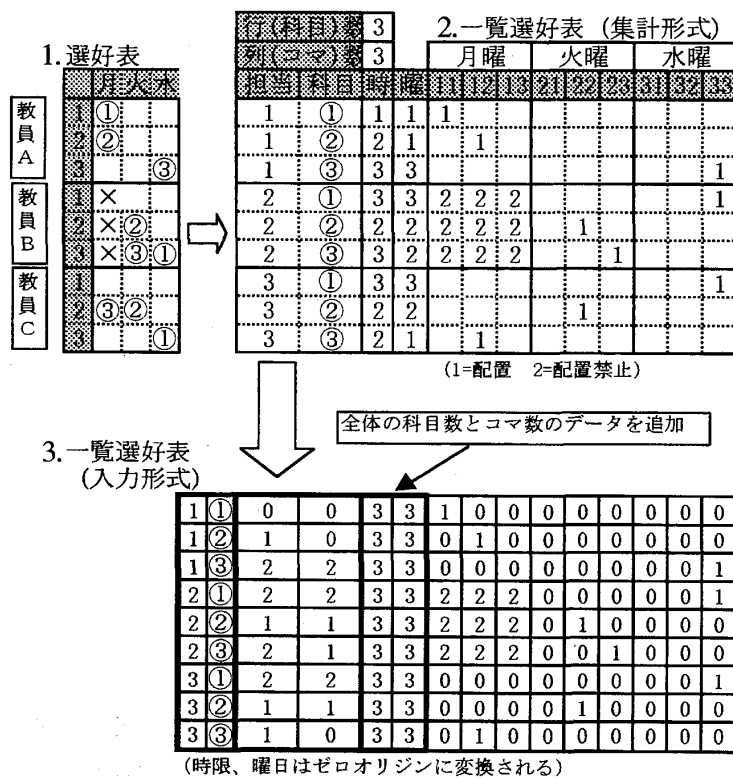 1.選好表
月 火 水
教員A
1 ①
2 ②
3 ③
教員B
1 ×
2 × ②
3 × ③ ①
教員C
1
2 ③ ②
3 ①
2.一覧選好表 (集計形式)
行(科目)数 3
列(コマ)数 3 月曜 火曜 水曜
担当 科目 時 曜 11 12 13 21 22 23 31 32 33
1 ① 1 1 1
1 ② 2 1 1
1 ③ 3 3 1
2 ① 3 3 2 2 2 1
2 ② 2 2 2 2 2 1
2 ③ 3 2 2 2 2 1
3 ① 3 3 1
3 ② 2 2 1
3 ③ 2 1 1
(1=配置 2=配置禁止)
全体の科目数とコマ数のデータを追加
3.一覧選好表
(入力形式)
1 ① 0 0 3 3 1 0 0 0 0 0 0 0 0
1 ② 1 0 3 3 0 1 0 0 0 0 0 0 0
1 ③ 2 2 3 3 0 0 0 0 0 0 0 0 1
2 ① 2 2 3 3 2 2 2 0 0 0 0 0 1
2 ② 1 1 3 3 2 2 2 0 1 0 0 0 0
2 ③ 2 1 3 3 2 2 2 0 0 1 0 0 0
3 ① 2 2 3 3 0 0 0 0 0 0 0 0 1
3 ② 1 1 3 3 0 0 0 0 1 0 0 0 0
3 ③ 1 0 3 3 0 1 0 0 0 0 0 0 0
(時限、曜日はゼロオリジンに変換される)